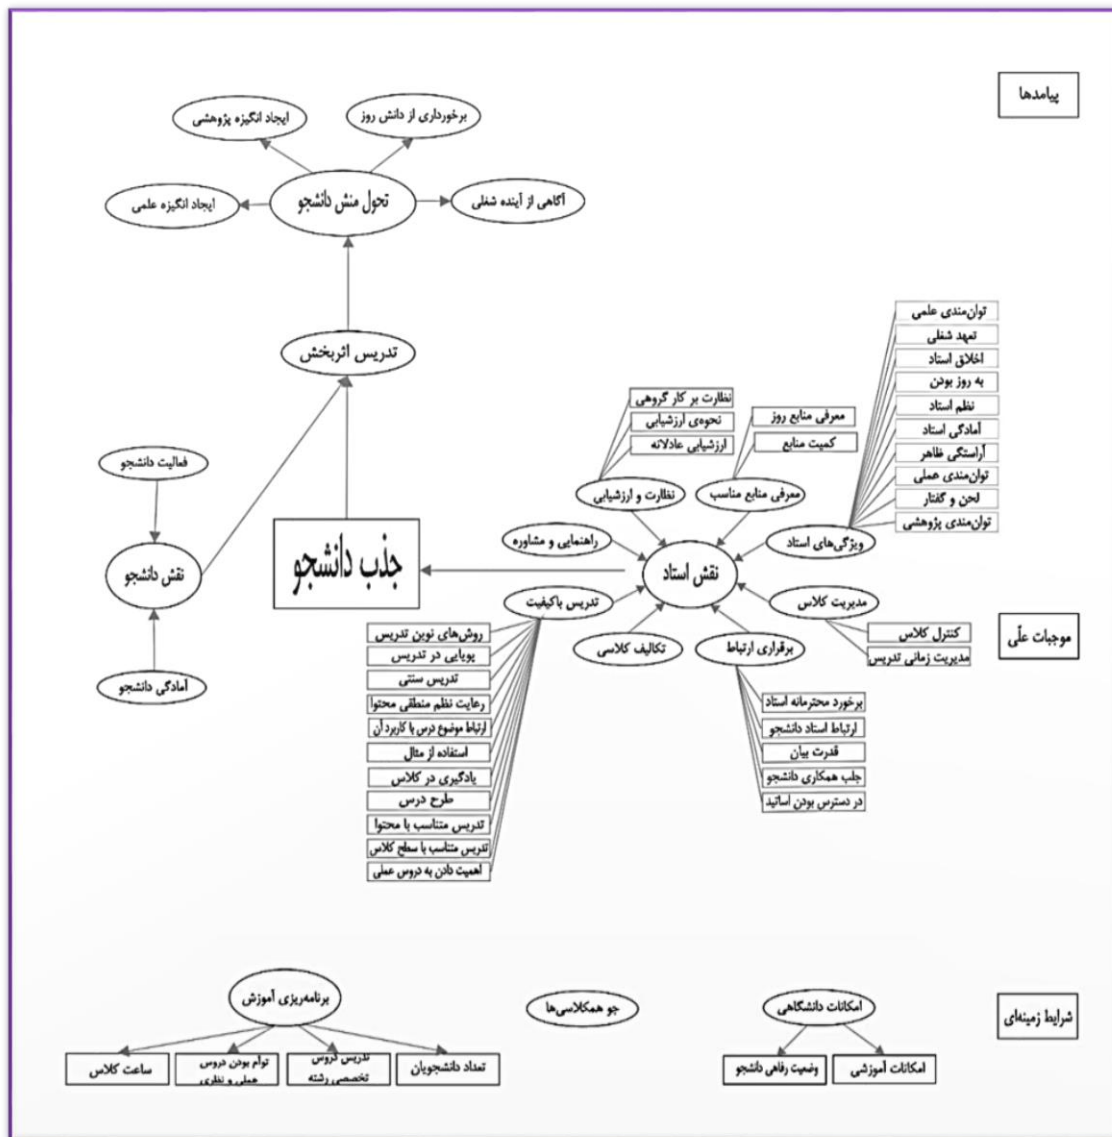 پیامدها
برخورداری از دانش روز
ایجاد انگیزه پژوهشی
آگاهی از آینده شغلی
تحول منش دانشجو
ایجاد انگیزه علمی
تدریس اثربخش
توان‌مندی علمی
تعهد شغلی
اخلاق استاد
به روز بودن
نظم استاد
آمادگی استاد
آراستگی ظاهر
توان‌مندی عملی
لحن و گفتار
توان‌مندی پژوهشی
ویژگی‌های استاد
معرفی منابع روز
کمیت منابع
معرفی منابع مناسب
نظارت بر کار گروهی
نحوه‌ی ارزشیابی
ارزشیابی عادلانه
نظارت و ارزشیابی
راهنمایی و مشاوره
نقش استاد
جذب دانشجو
فعالیت دانشجو
نقش دانشجو
آمادگی دانشجو
موجبات علّی
مدیریت کلاس
کنترل کلاس
مدیریت زمانی تدریس
برقراری ارتباط
برخورد محترمانه استاد
ارتباط استاد دانشجو
قدرت بیان
جلب همکاری دانشجو
در دسترس بودن اساتید
تکالیف کلاسی
تدریس باکیفیت
روش‌های نوین تدریس
پویایی در تدریس
تدریس سنتی
رعایت نظم منطقی محتوا
ارتباط موضوع درس با کاربرد آن
استفاده از مثال
یادگیری در کلاس
طرح درس
تدریس متناسب با محتوا
تدریس متناسب با سطح کلاس
اهمیت دادن به دروس عملی
شرایط زمینه‌ای
امکانات دانشگاهی
امکانات آموزشی
وضعیت رفاهی دانشجو
جو همکلاسی‌ها
برنامه‌ریزی آموزش
تعداد دانشجویان
تدریس دروس
تخصصی رشته
توأم بودن دروس
عملی و نظری
ساعت کلاس